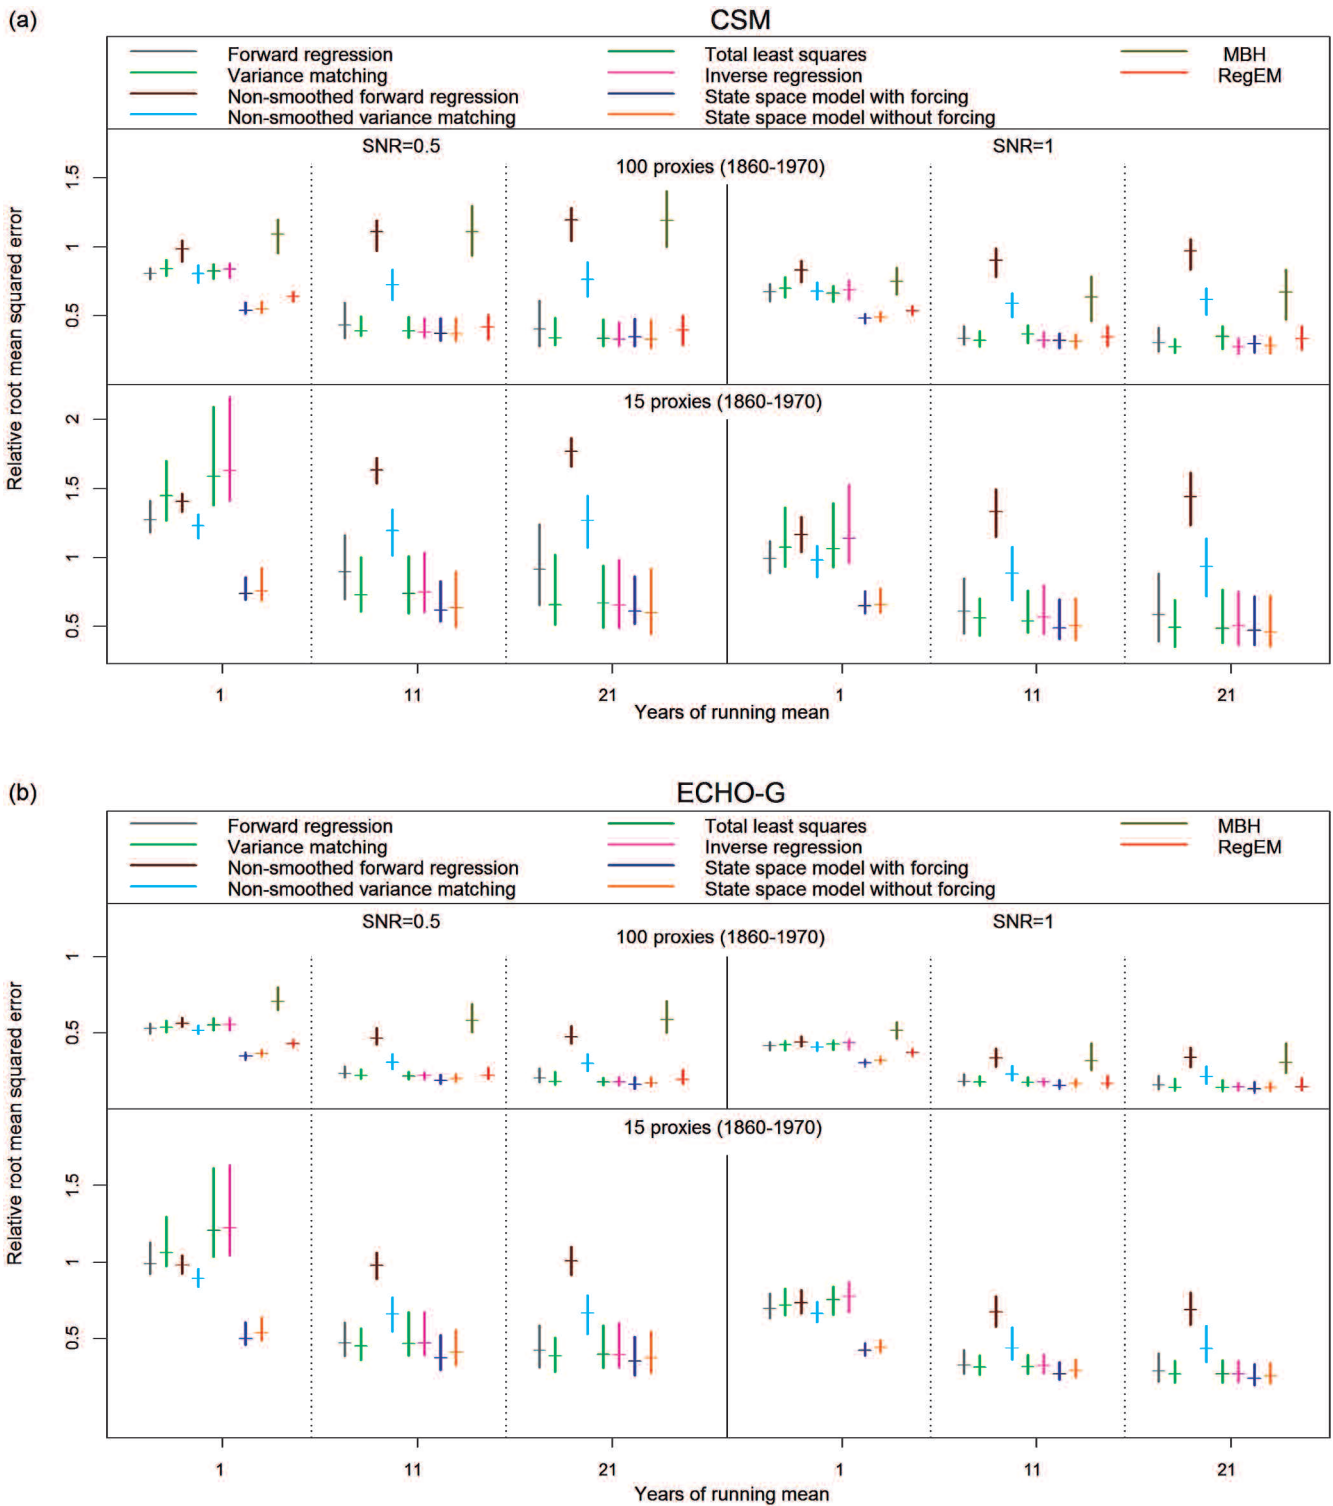 (a)
CSM
Forward regression
Variance matching
Non-smoothed forward regression
Non-smoothed variance matching
Total least squares
Inverse regression
State space model with forcing
State space model without forcing
MBH
RegEM
SNR=0.5
SNR=1
100 proxies (1860-1970)
1.5
1
0.5
15 proxies (1860-1970)
2
1.5
1
0.5
Relative root mean squared error
1
11
21
1
11
21
Years of running mean
(b)
ECHO-G
Forward regression
Variance matching
Non-smoothed forward regression
Non-smoothed variance matching
Total least squares
Inverse regression
State space model with forcing
State space model without forcing
MBH
RegEM
SNR=0.5
SNR=1
100 proxies (1860-1970)
1
0.5
15 proxies (1860-1970)
1.5
1
0.5
Relative root mean squared error
1
11
21
1
11
21
Years of running mean